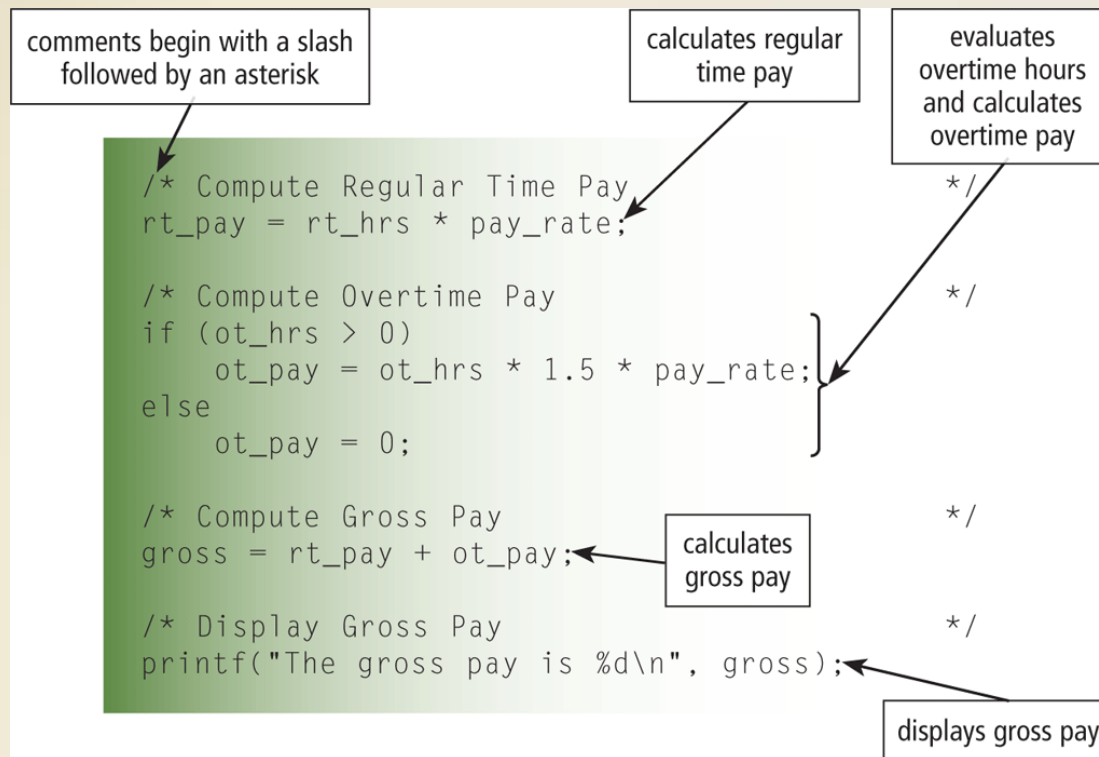 comments begin with a slash
followed by an asterisk
calculates regular
time pay
evaluates
overtime hours
and calculates
overtime pay
/* Compute Regular Time Pay */
rt_pay = rt_hrs * pay_rate;
/* Compute Overtime Pay */
if (ot_hrs > 0)
ot_pay = ot_hrs * 1.5 * pay_rate;
else
ot_pay = 0;
/* Compute Gross Pay */
gross = rt_pay + ot_pay;
calculates
gross pay
/* Display Gross Pay */
printf("The gross pay is %d\n", gross);
displays gross pay